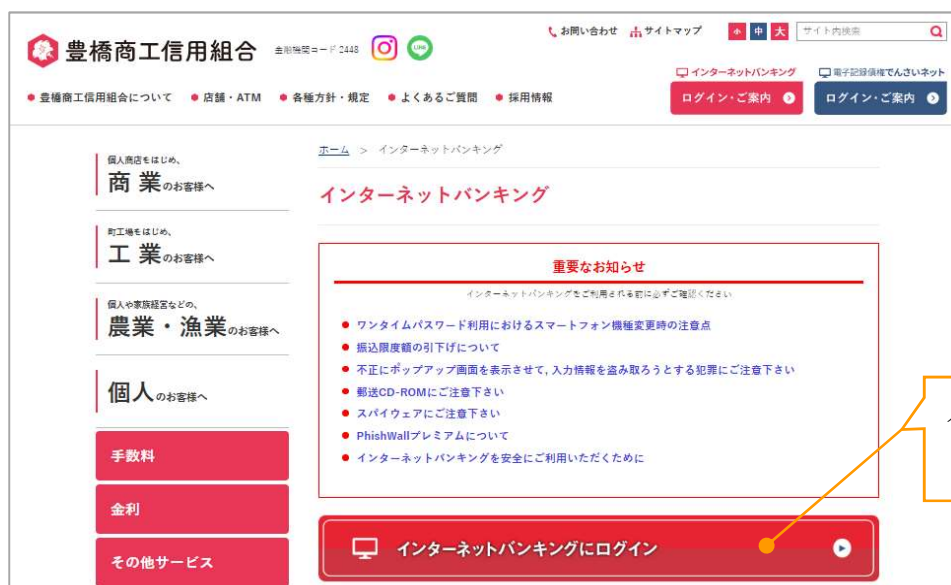 豊橋商工信用組合
金融機関コード 2448
LINE
お問い合わせ
サイトマップ
小 中 大
サイト内検索
インターネットバンキング
ログイン・ご案内
電子記録債権でんさいネット
ログイン・ご案内
豊橋商工信用組合について
店舗・ATM
各種方針・規定
よくあるご質問
採用情報
ホーム > インターネットバンキング
個人商店をはじめ、
商 業のお客様へ
町工場をはじめ、
工 業のお客様へ
個人や家族経営などの、
農業・漁業のお客様へ
個人のお客様へ
手数料
金利
その他サービス
インターネットバンキング
重要なお知らせ
インターネットバンキングをご利用される前に必ずご確認ください
ワンタイムパスワード利用におけるスマートフォン機種変更時の注意点
振込限度額の引下げについて
不正にポップアップ画面を表示させて、入力情報を盗み取ろうとする犯罪にご注意下さい
郵送CD-ROMにご注意下さい
スパイウェアにご注意下さい
PhishWallプレミアムについて
インターネットバンキングを安全にご利用いただくために
インターネットバンキングにログイン